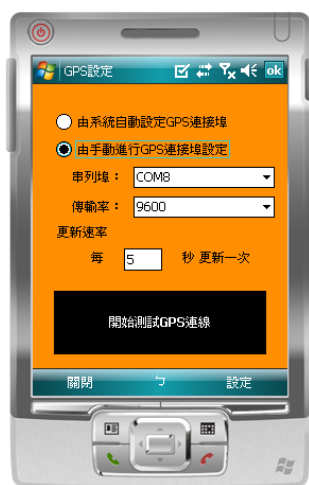 GPS設定
ok
由系統自動設定GPS連接埠
由手動進行GPS連接埠設定
串列埠： COM8
傳輸率： 9600
更新速率
每 5 秒 更新一次
開始測試GPS連線
關閉 ㄅ 設定